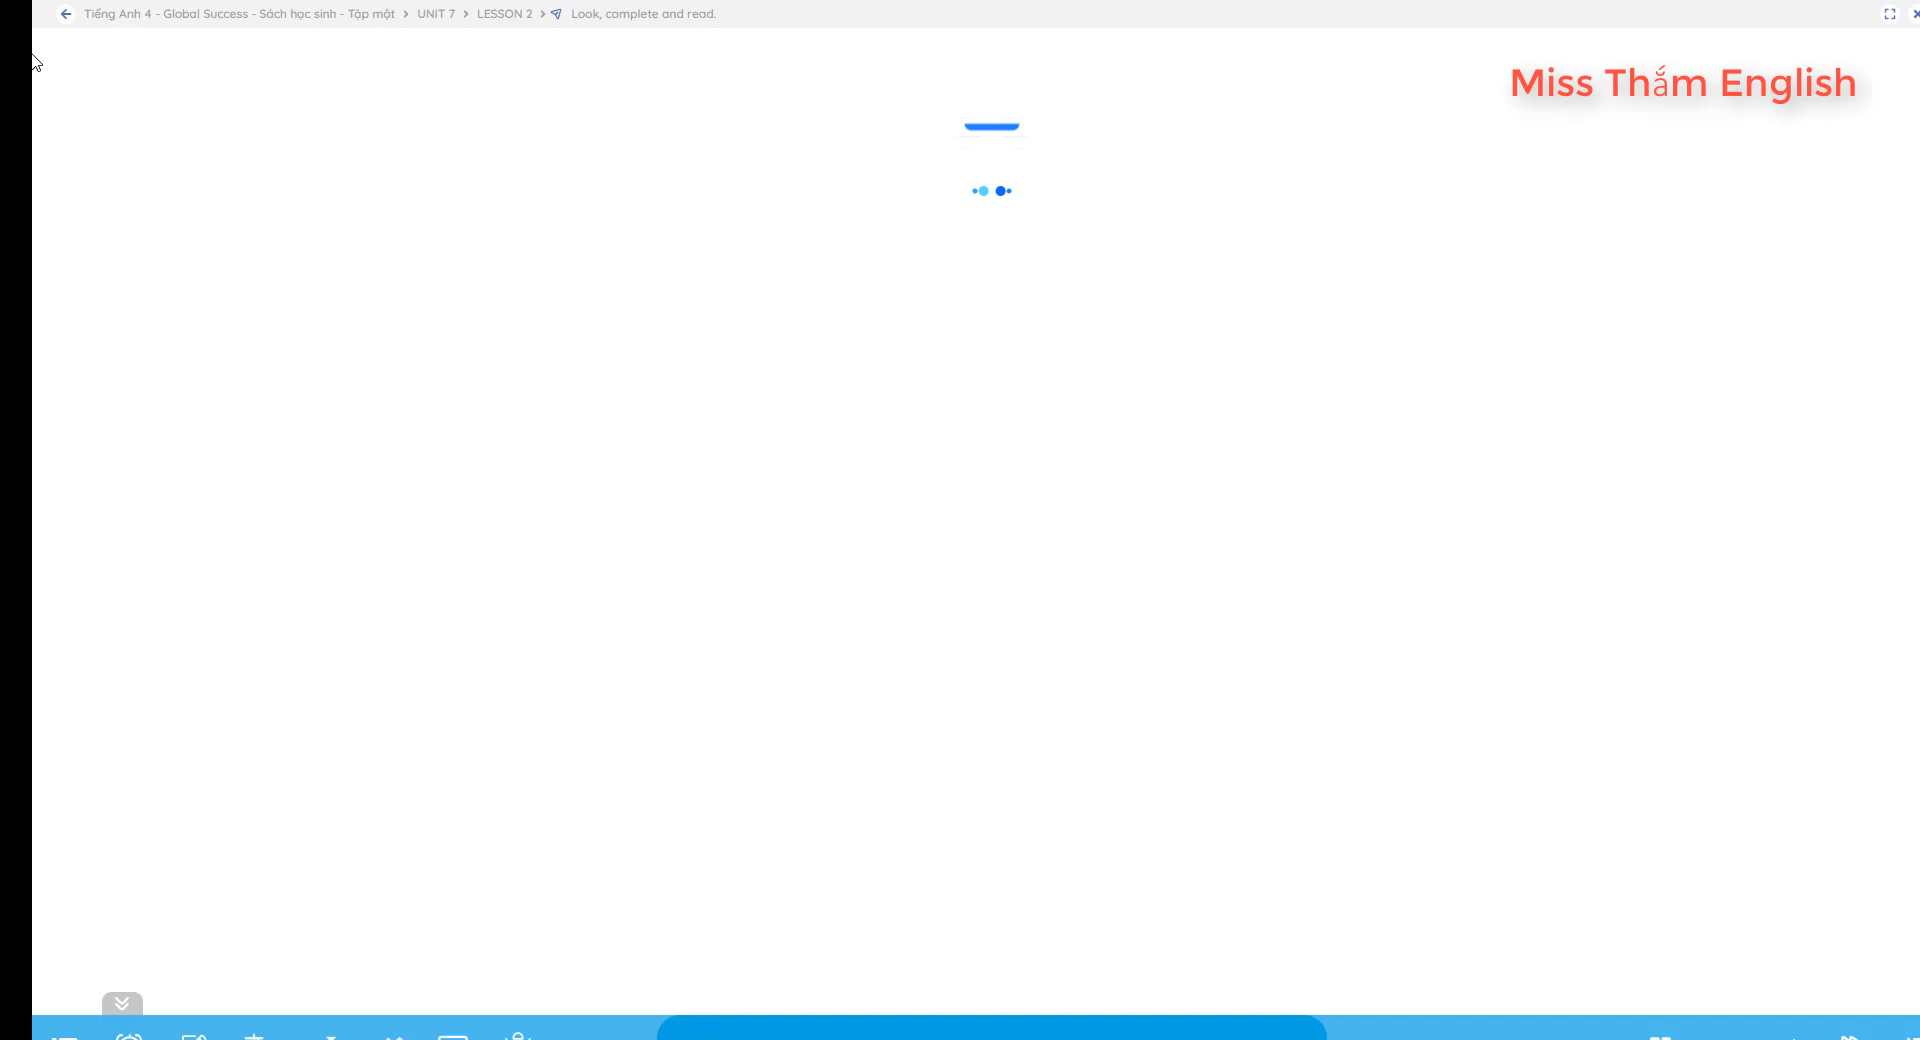 Tiếng Anh 4 - Global Success - Sách học sinh - Tập một > UNIT 7 > LESSON 2 > Look, complete and read.
Miss Thắm English